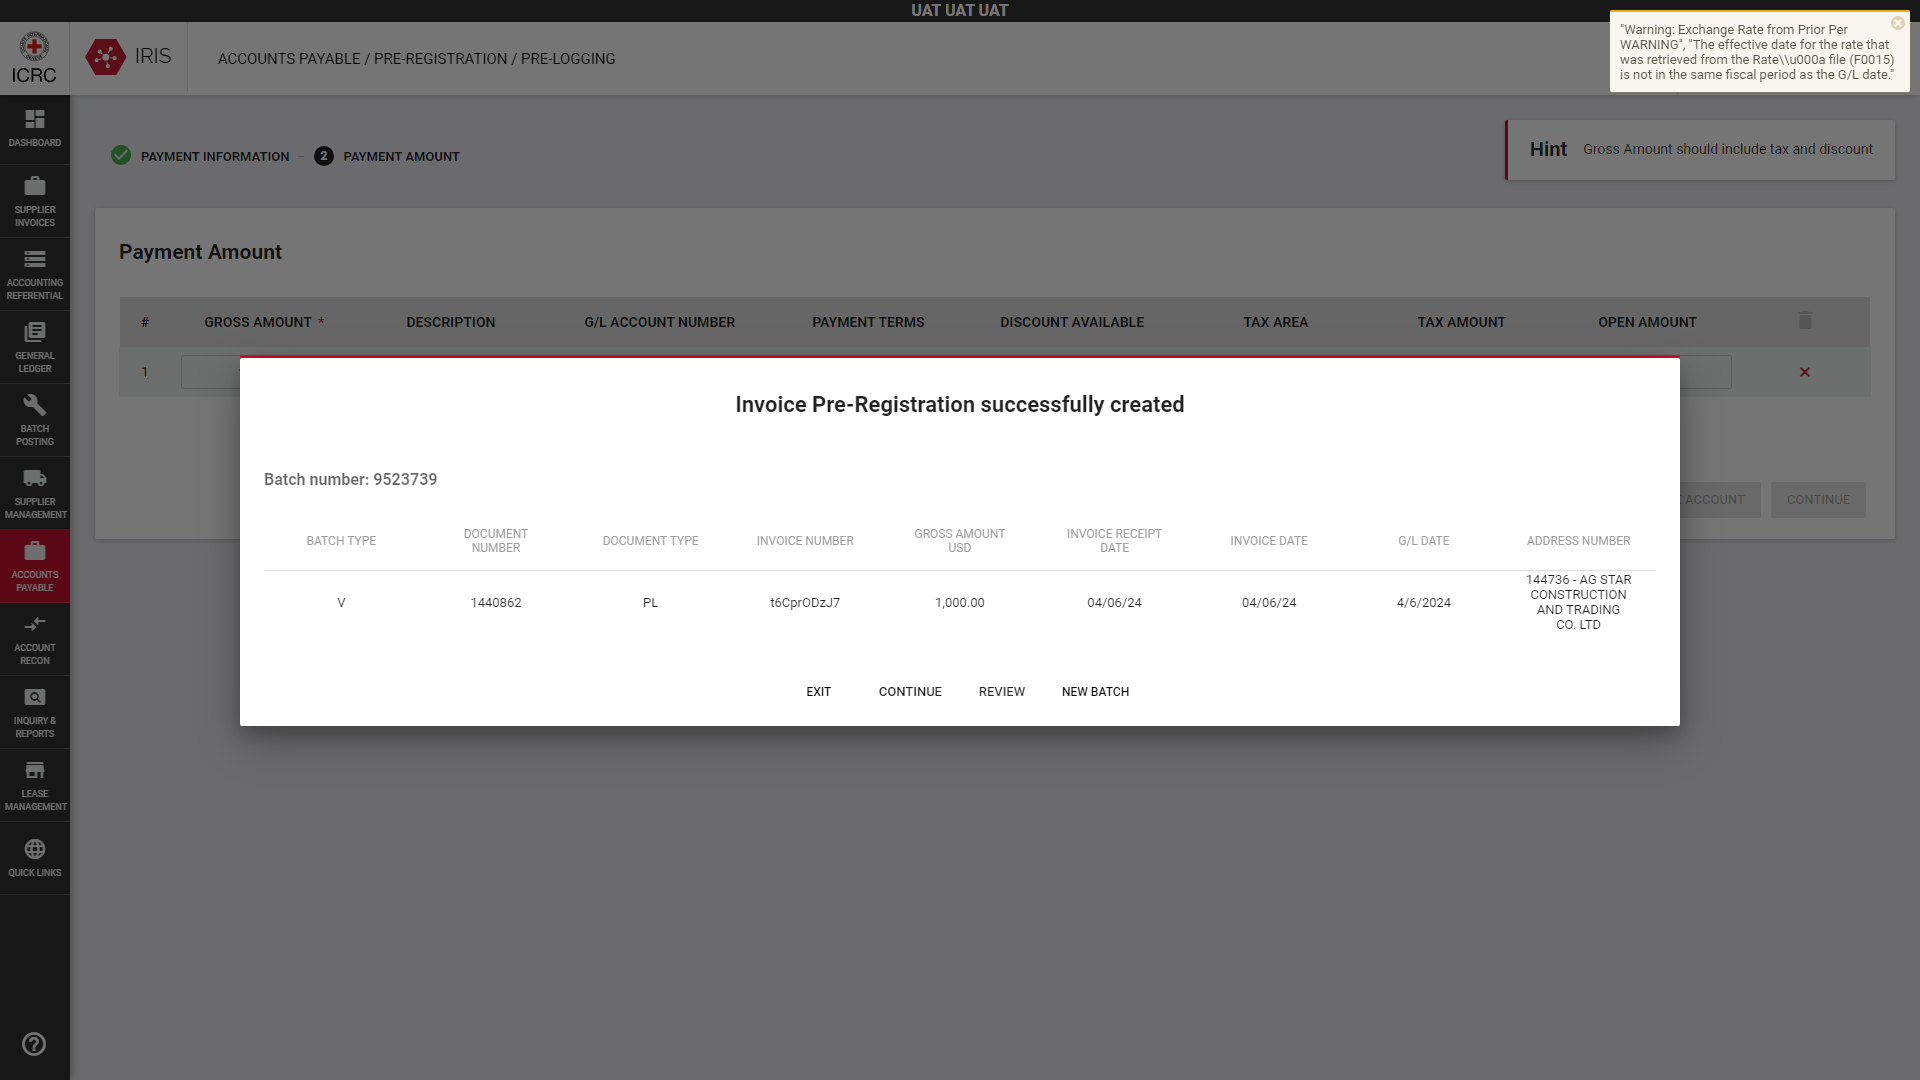 UAT UAT UAT
ICRC
IRIS
ACCOUNTS PAYABLE / PRE-REGISTRATION / PRE-LOGGING
"Warning: Exchange Rate from Prior Per
WARNING", "The effective date for the rate that
was retrieved from the Rate\\u000a file (F0015)
is not in the same fiscal period as the G/L date."
DASHBOARD
SUPPLIER
INVOICES
ACCOUNTING
REFERENTIAL
GENERAL
LEDGER
BATCH
POSTING
SUPPLIER
MANAGEMENT
ACCOUNTS
PAYABLE
ACCOUNT
RECON
INQUIRY &
REPORTS
LEASE
MANAGEMENT
QUICK LINKS
PAYMENT INFORMATION
2 PAYMENT AMOUNT
Hint Gross Amount should include tax and discount
Payment Amount
# GROSS AMOUNT * DESCRIPTION G/L ACCOUNT NUMBER PAYMENT TERMS DISCOUNT AVAILABLE TAX AREA TAX AMOUNT OPEN AMOUNT
1
ACCOUNT
CONTINUE
Invoice Pre-Registration successfully created
Batch number: 9523739
BATCH TYPE
DOCUMENT
NUMBER
DOCUMENT TYPE
INVOICE NUMBER
GROSS AMOUNT
USD
INVOICE RECEIPT
DATE
INVOICE DATE
G/L DATE
ADDRESS NUMBER
V
1440862
PL
t6CprODzJ7
1,000.00
04/06/24
04/06/24
4/6/2024
144736 - AG STAR
CONSTRUCTION
AND TRADING
CO. LTD
EXIT CONTINUE REVIEW NEW BATCH